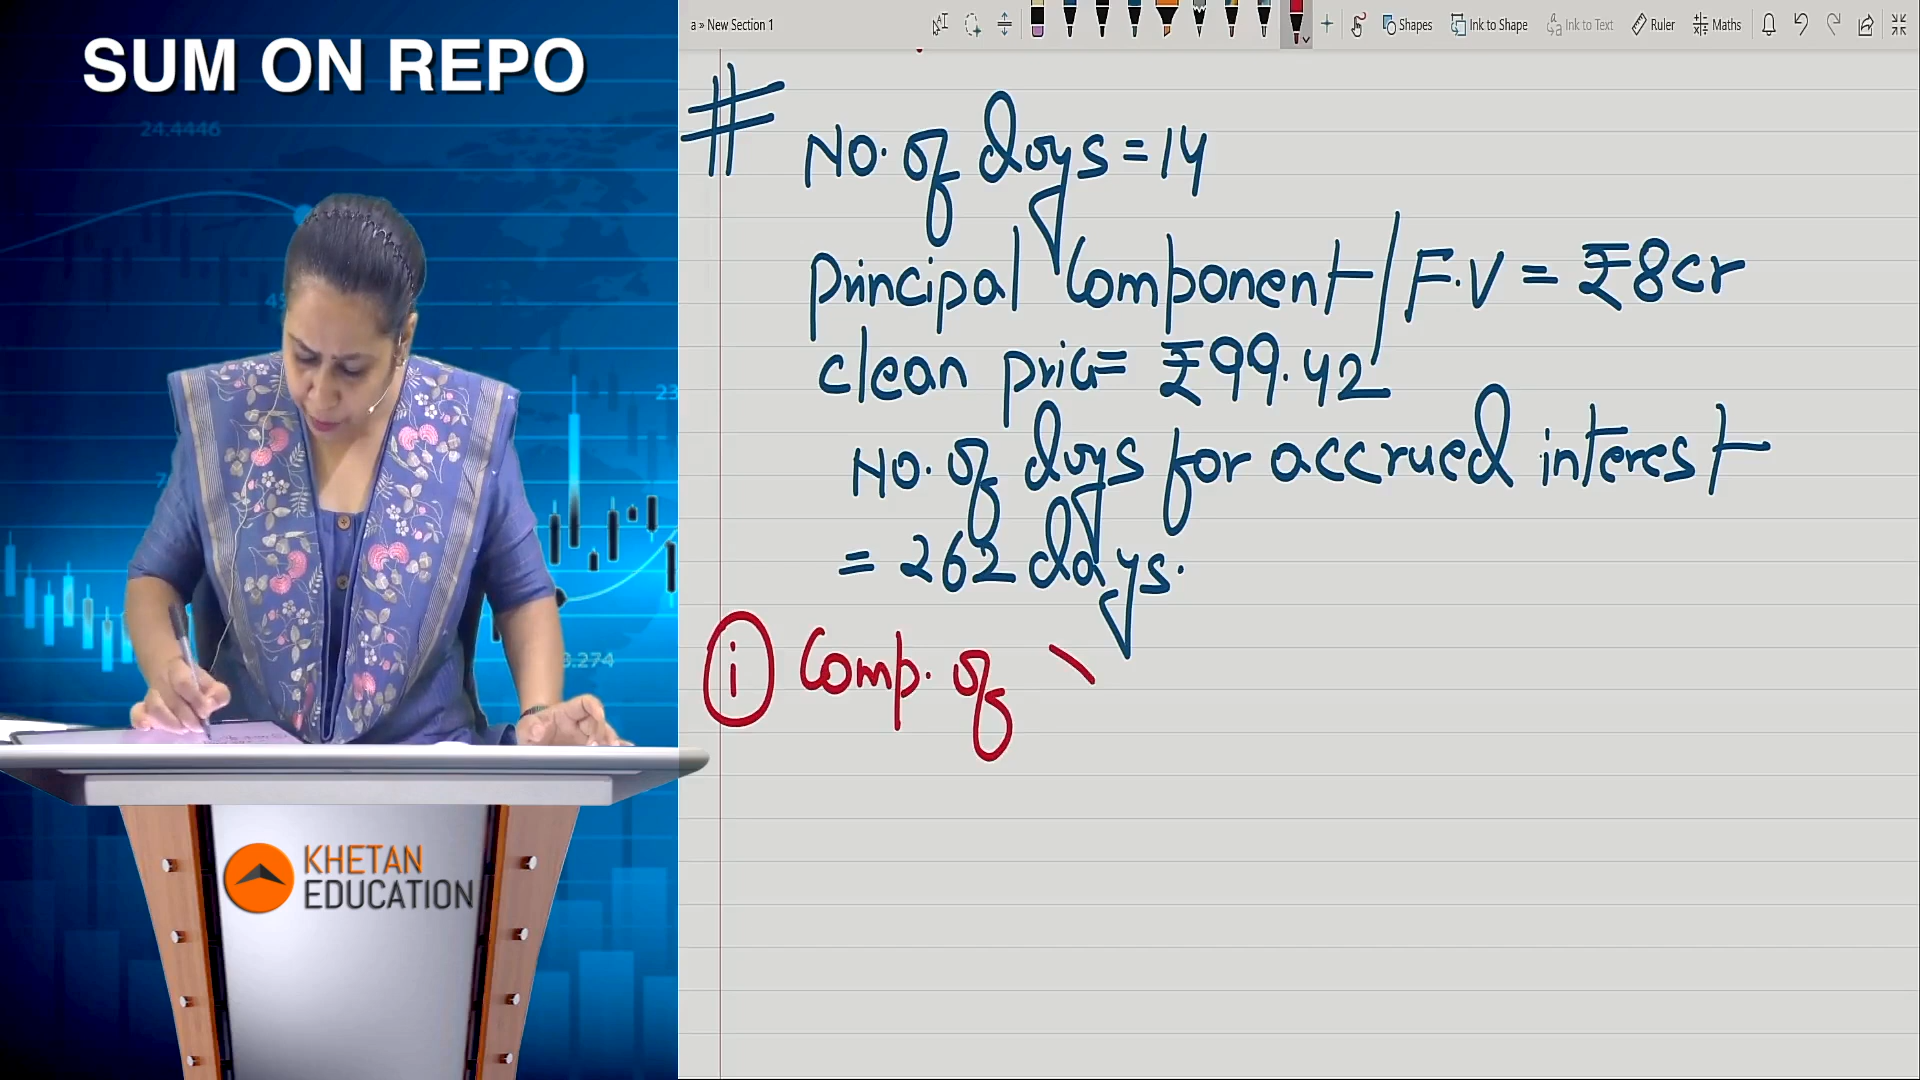 SUM ON REPO
24.4446
a » New Section 1
Shapes
Ink to Shape
Ink to Text
Ruler
Maths
No. of days = 14
Principal Component / F.V = ₹8cr
clean price = ₹99.42
No. of days for accrued interest
= 262 days.
i Comp. of
KHETAN
EDUCATION